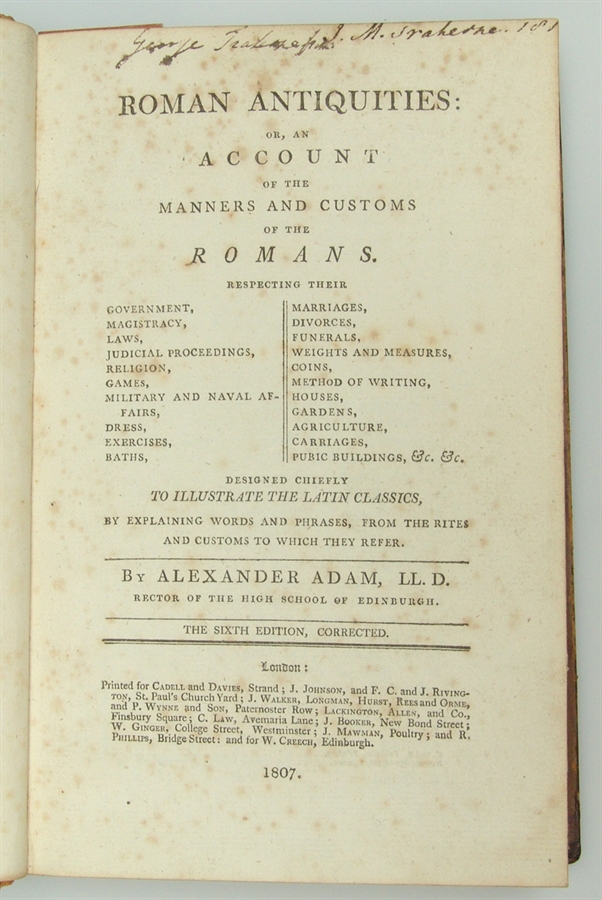 George J. M. Traherne. 181
ROMAN ANTIQUITIES:
OR, AN
ACCOUNT
OF THE
MANNERS AND CUSTOMS
OF THE
ROMANS.
RESPECTING THEIR
GOVERNMENT,
MAGISTRACY,
LAWS,
JUDICIAL PROCEEDINGS,
RELIGION,
GAMES,
MILITARY AND NAVAL AF-
FAIRS,
DRESS,
EXERCISES,
BATHS,
MARRIAGES,
DIVORCES,
FUNERALS,
WEIGHTS AND MEASURES,
COINS,
METHOD OF WRITING,
HOUSES,
GARDENS,
AGRICULTURE,
CARRIAGES,
PUBIC BUILDINGS, &c. &c.
DESIGNED CHIEFLY
TO ILLUSTRATE THE LATIN CLASSICS,
BY EXPLAINING WORDS AND PHRASES, FROM THE RITES
AND CUSTOMS TO WHICH THEY REFER.
BY ALEXANDER ADAM, LL. D.
RECTOR OF THE HIGH SCHOOL OF EDINBURGH.
THE SIXTH EDITION, CORRECTED.
London:
Printed for CADELL and DAVIES, Strand; J. JOHNSON, and F. C. and J. RIVING-
TON, St. Paul's Church Yard; J. WALKER, LONGMAN, HURST, REES and ORME,
and P. WYNNE and SON, Paternoster Row; LACKINGTON, ALLEN, and Co.,
Finsbury Square; C. LAW, Avemaria Lane; J. BOOKER, New Bond Street;
W. GINGER, College Street, Westminster; J. MAWMAN, Poultry; and R.
PHILLIPS, Bridge Street: and for W. CREECH, Edinburgh.
1807.